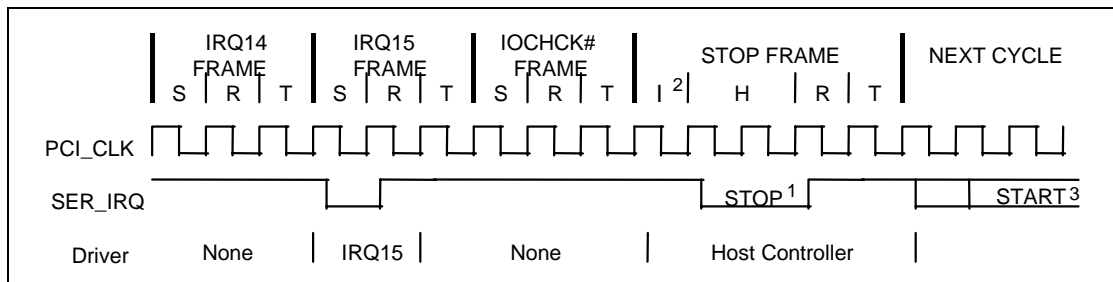 IRQ14 FRAME
IRQ15 FRAME
IOCHCK# FRAME
STOP FRAME
NEXT CYCLE
S R T S R T S R T I 2 H R T
PCI_CLK
SER_IRQ STOP 1 START 3
Driver None IRQ15 None Host Controller